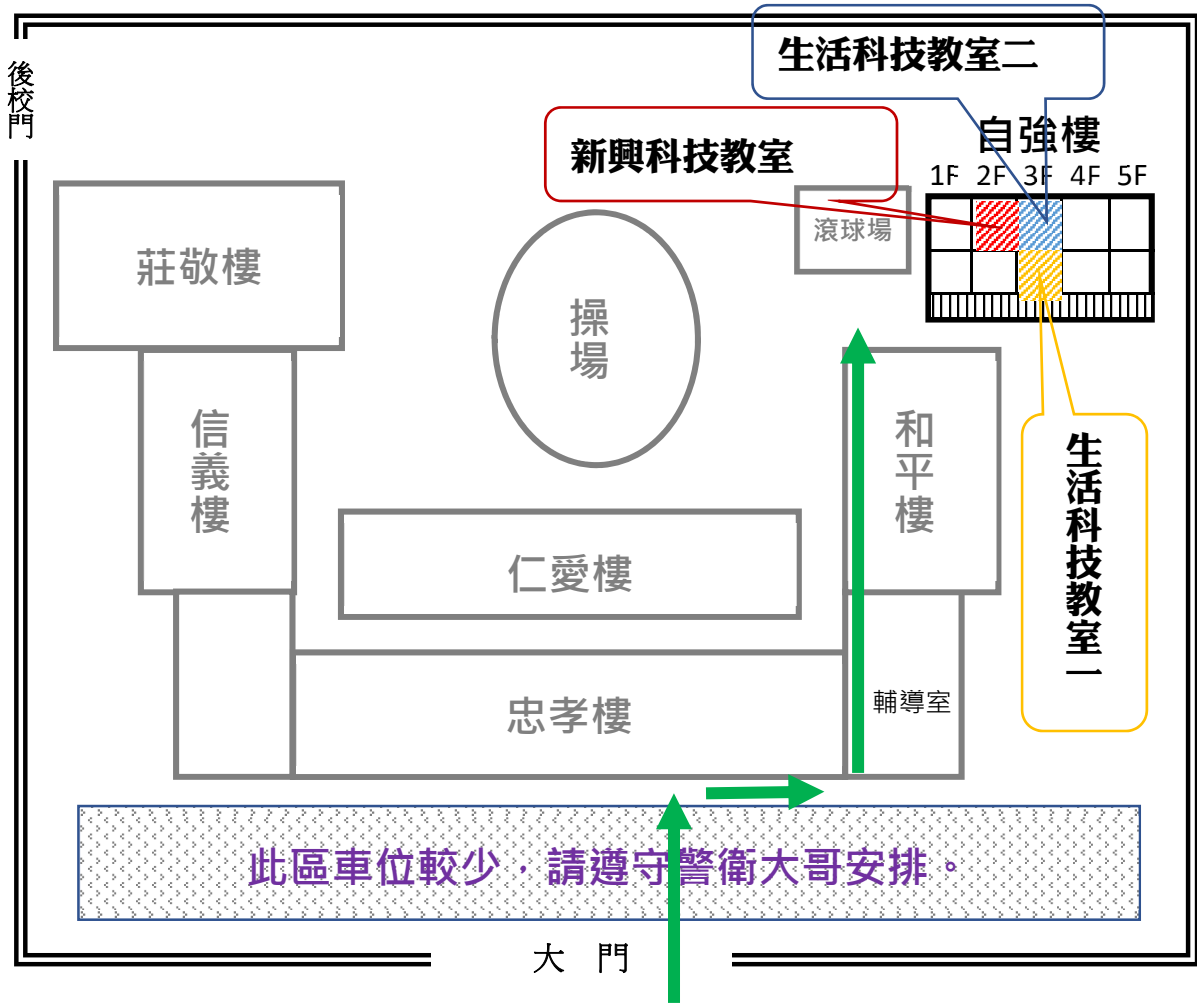 生活科技教室二
後校門
自強樓
新興科技教室
1F 2F 3F 4F 5F
滾球場
莊敬樓
操場
信義樓
和平樓
生活科技教室一
仁愛樓
忠孝樓
輔導室
此區車位較少，請遵守警衛大哥安排。
大 門